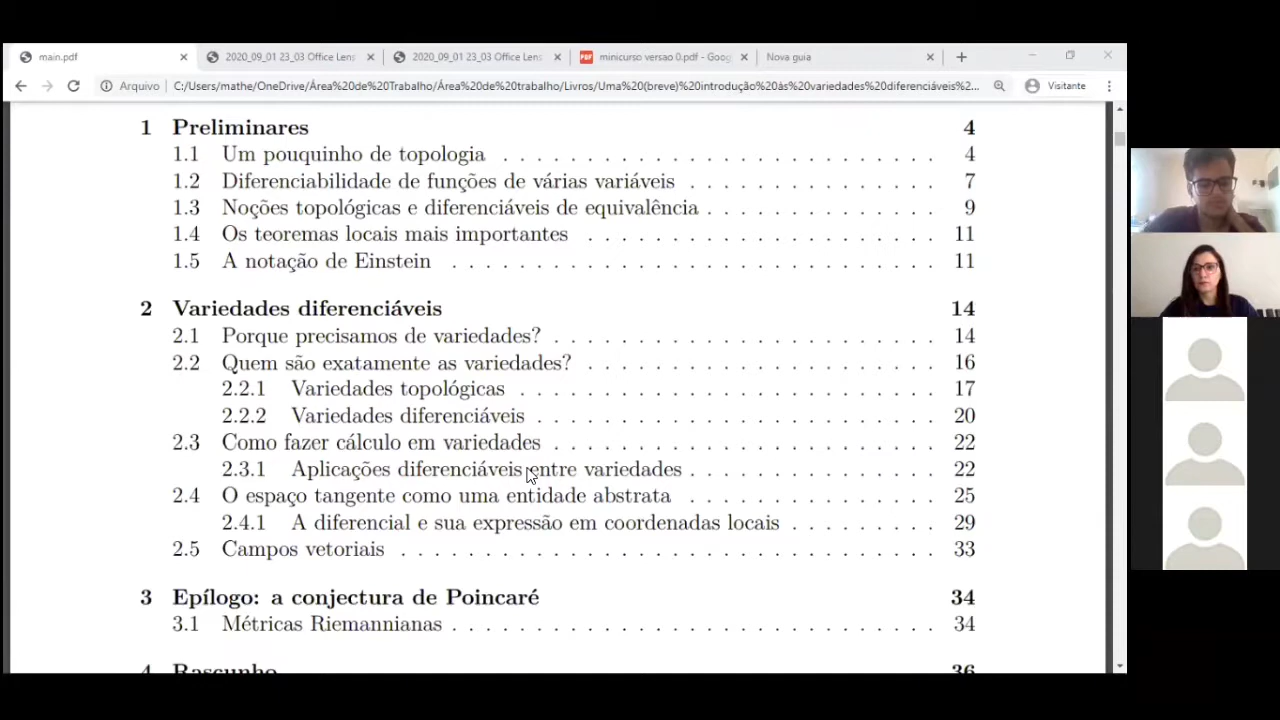 main.pdf
2020_09_01 23_03 Office Lens
2020_09_01 23_03 Office Lens
minicurso versao 0.pdf - Goog
Nova guia
Arquivo
C:/Users/mathe/OneDrive/Área%20de%20Trabalho/Área%20de%20trabalho/Livros/Uma%20(breve)%20introdução%20às%20variedades%20diferenciáveis%2...
Visitante
1 Preliminares 4
1.1 Um pouquinho de topologia . . . . . . . . . . . . . . . . . . . . . 4
1.2 Diferenciabilidade de funções de várias variáveis . . . . . . . . . 7
1.3 Noções topológicas e diferenciáveis de equivalência . . . . . . . . . 9
1.4 Os teoremas locais mais importantes . . . . . . . . . . . . . 11
1.5 A notação de Einstein . . . . . . . . . . . . . . . . . . 11
2 Variedades diferenciáveis 14
2.1 Porque precisamos de variedades? . . . . . . . . . . . . . . 14
2.2 Quem são exatamente as variedades? . . . . . . . . . . . . . 16
2.2.1 Variedades topológicas . . . . . . . . . . . . . . . 17
2.2.2 Variedades diferenciáveis . . . . . . . . . . . . . . . 20
2.3 Como fazer cálculo em variedades . . . . . . . . . . . . . . 22
2.3.1 Aplicações diferenciáveis entre variedades . . . . . . . . . 22
2.4 O espaço tangente como uma entidade abstrata . . . . . . . . . 25
2.4.1 A diferencial e sua expressão em coordenadas locais . . . . . . 29
2.5 Campos vetoriais . . . . . . . . . . . . . . . . . . . . 33
3 Epílogo: a conjectura de Poincaré 34
3.1 Métricas Riemannianas . . . . . . . . . . . . . . . . . . 34
4 Rascunho 36